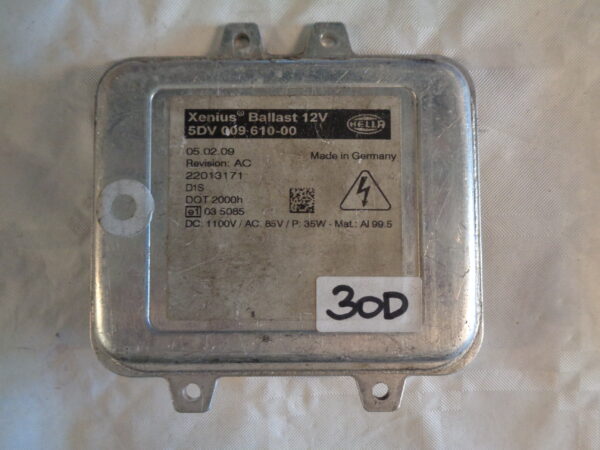 Xenius® Ballast 12V
5DV 009 610-00
HELLA
05.02.09
Made in Germany
Revision: AC
22013171
D1S
DOT 2000h
e1 03 5085
DC: 1100V / AC: 85V / P: 35W - Mat.: Al 99.5
30D